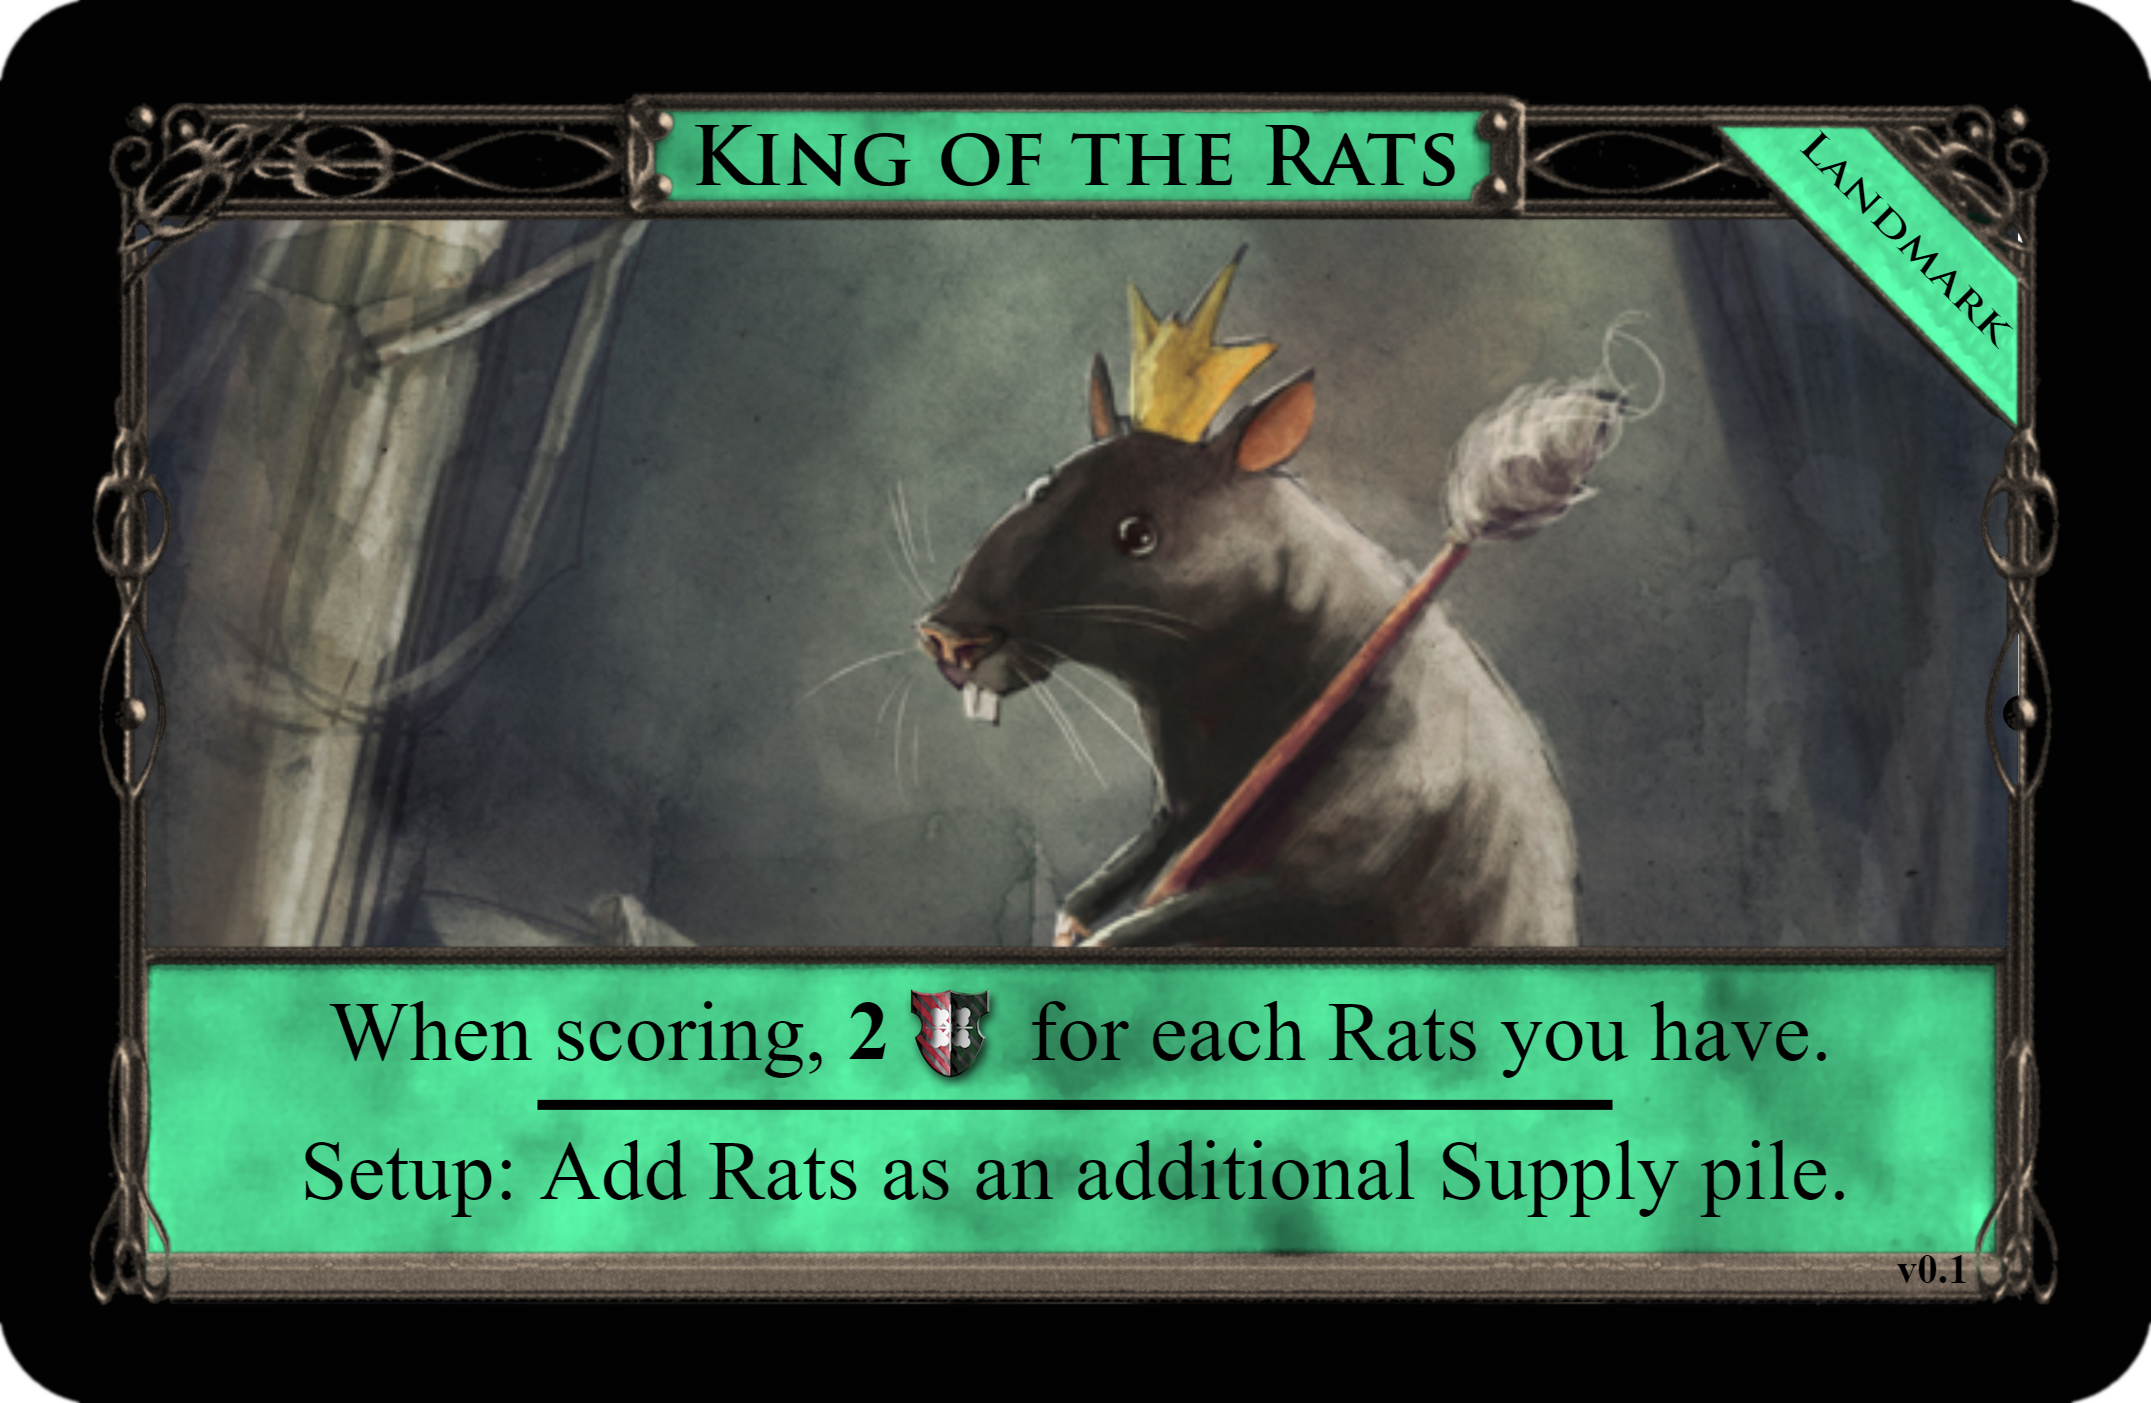 KING OF THE RATS
LANDMARK
When scoring, 2 for each Rats you have.
Setup: Add Rats as an additional Supply pile.
v0.1